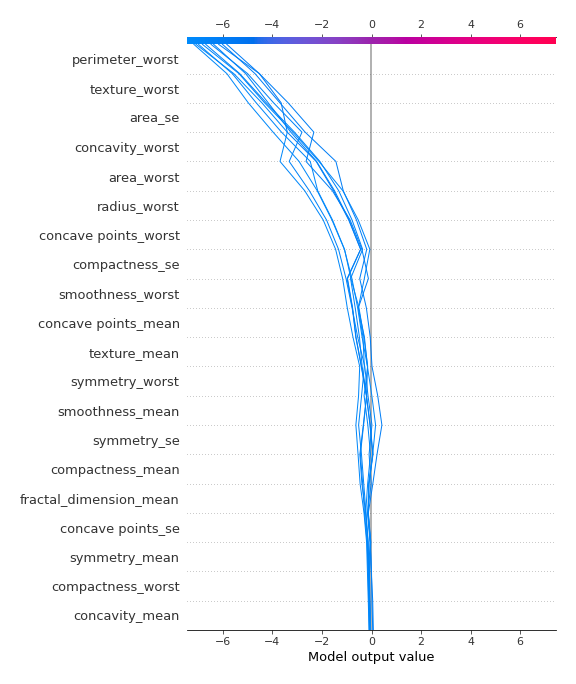 −6 −4 −2 0 2 4 6
perimeter_worst
texture_worst
area_se
concavity_worst
area_worst
radius_worst
concave points_worst
compactness_se
smoothness_worst
concave points_mean
texture_mean
symmetry_worst
smoothness_mean
symmetry_se
compactness_mean
fractal_dimension_mean
concave points_se
symmetry_mean
compactness_worst
concavity_mean
−6 −4 −2 0 2 4 6
Model output value